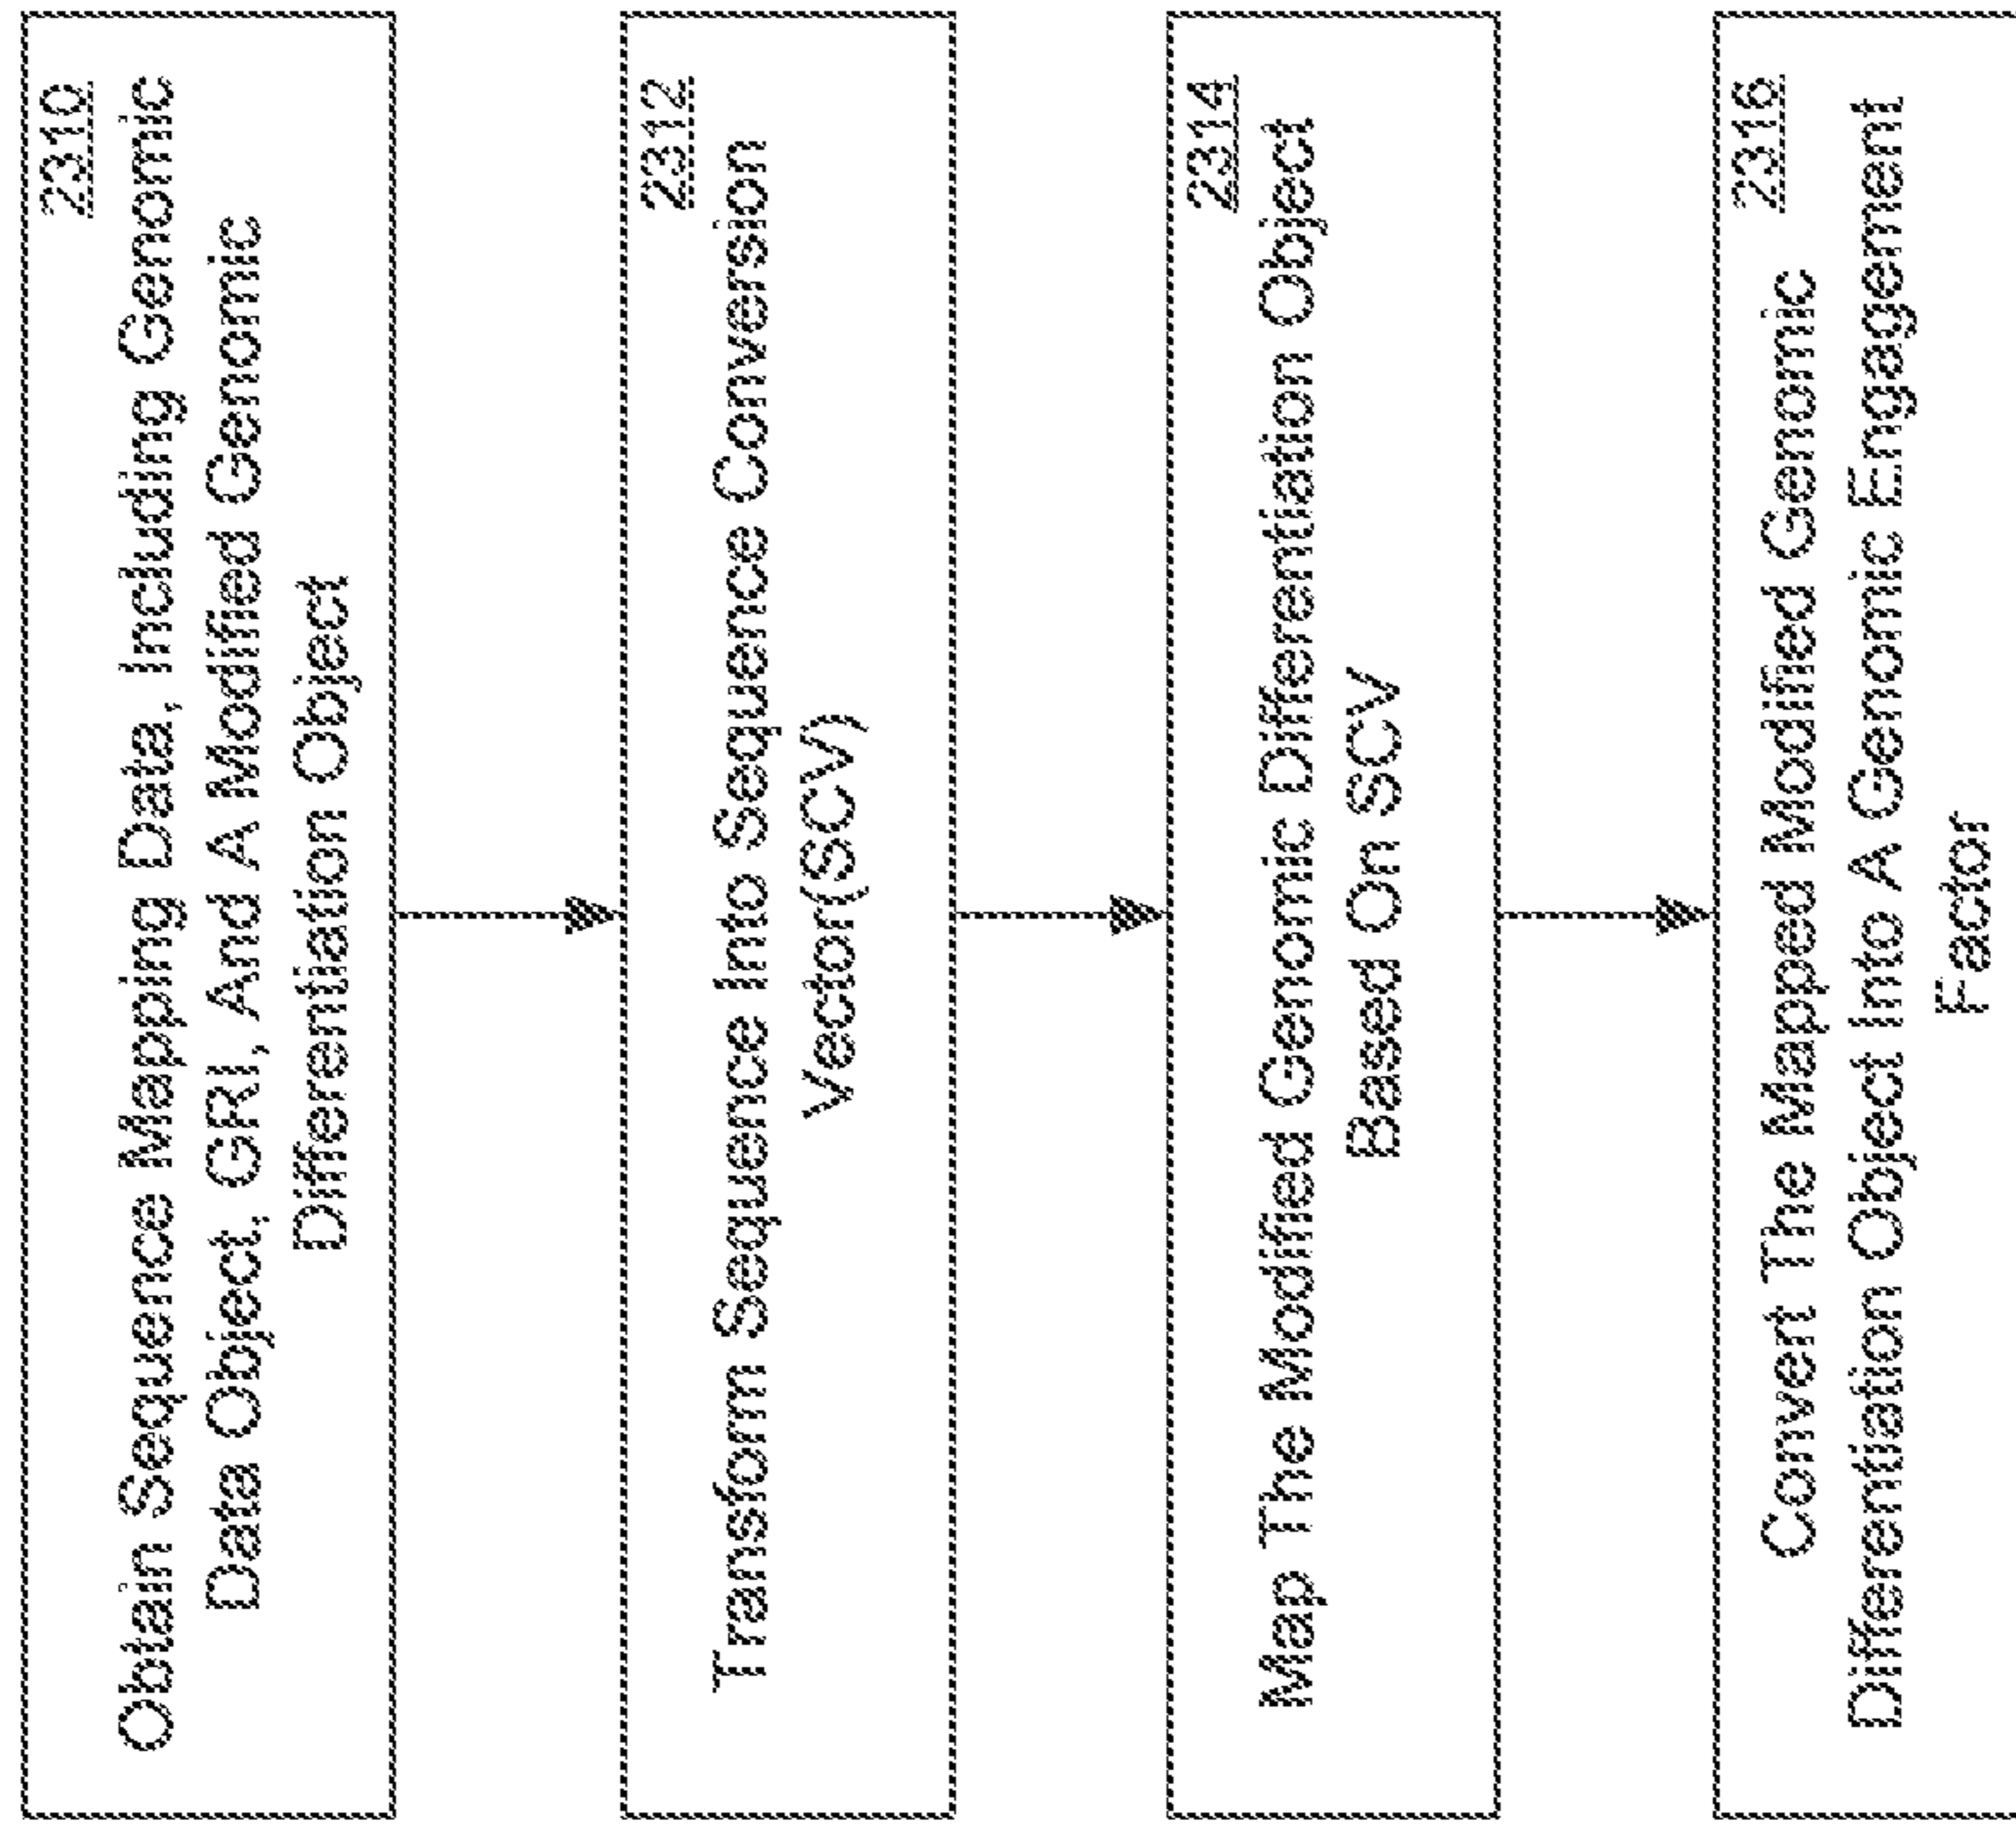 2310
Obtain Sequence Mapping Data, Including Genomic
Data Object, GRI, And A Modified Genomic
Differentiation Object
2312
Transform Sequence Into Sequence Conversion
Vector(SCV)
2314
Map The Modified Genomic Differentiation Object
Based On SCV
2316
Convert The Mapped Modified Genomic
Differentiation Object Into A Genomic Engagement
Factor